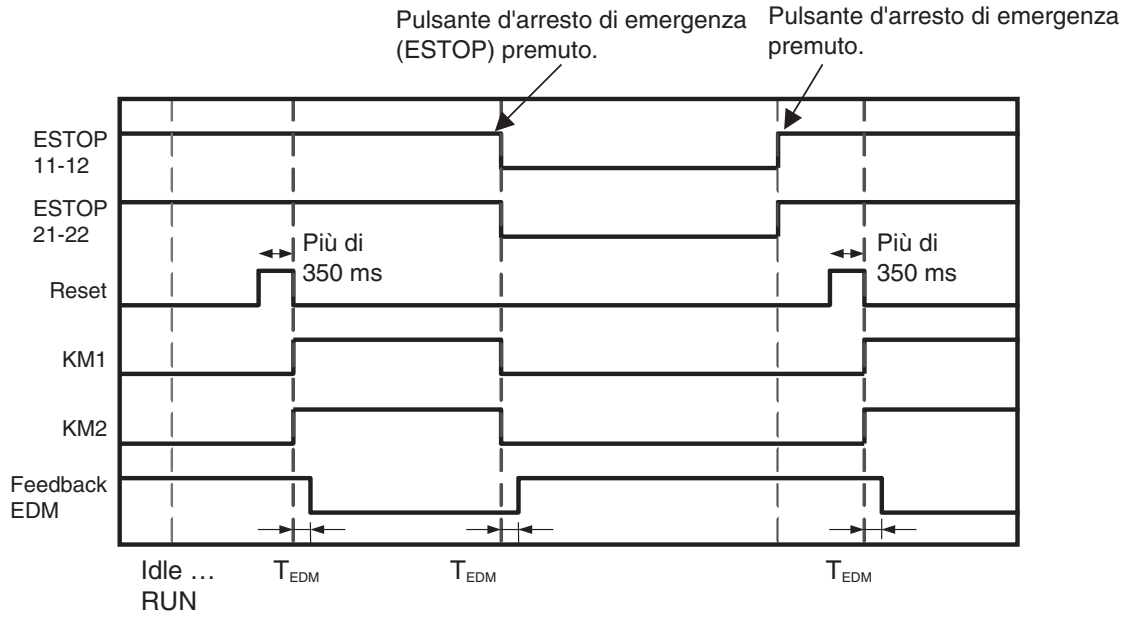 Pulsante d'arresto di emergenza
(ESTOP) premuto.
Pulsante d'arresto di emergenza
premuto.
ESTOP
11-12
ESTOP
21-22
Più di
350 ms
Più di
350 ms
Reset
KM1
KM2
Feedback
EDM
Idle …
RUN
TEDM
TEDM
TEDM